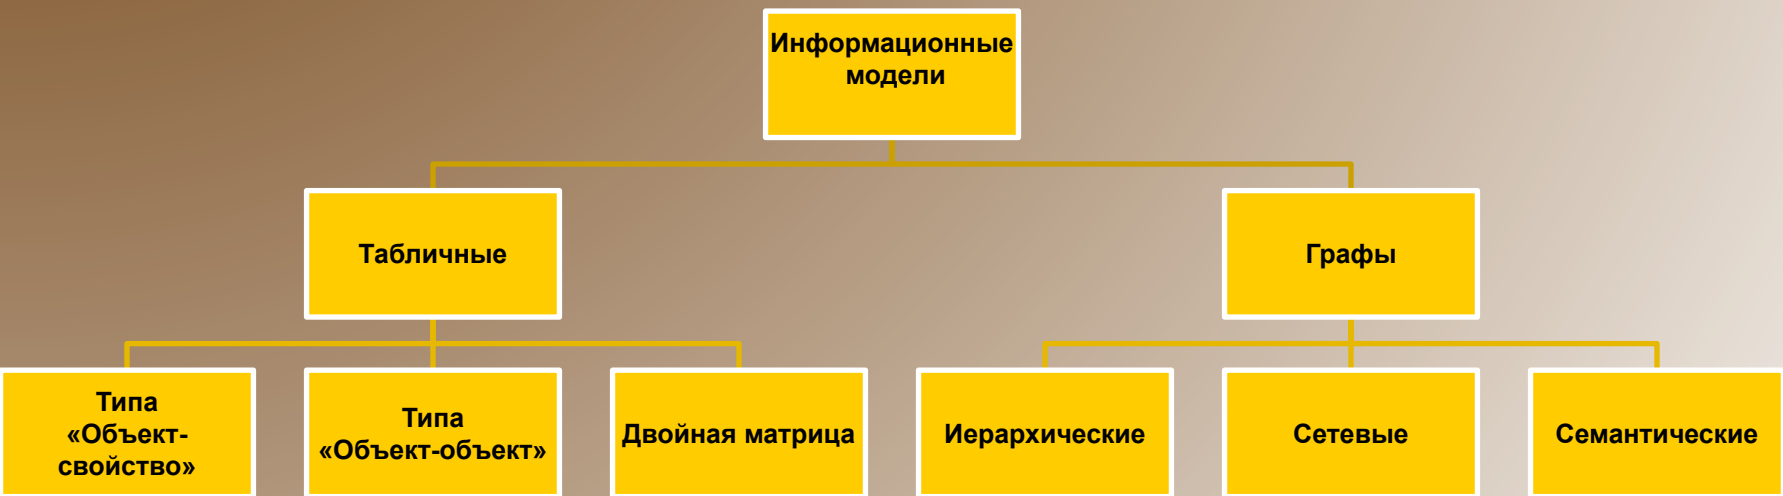 Информационные
модели
Табличные
Графы
Типа
«Объект-
свойство»
Типа
«Объект-объект»
Двойная матрица
Иерархические
Сетевые
Семантические